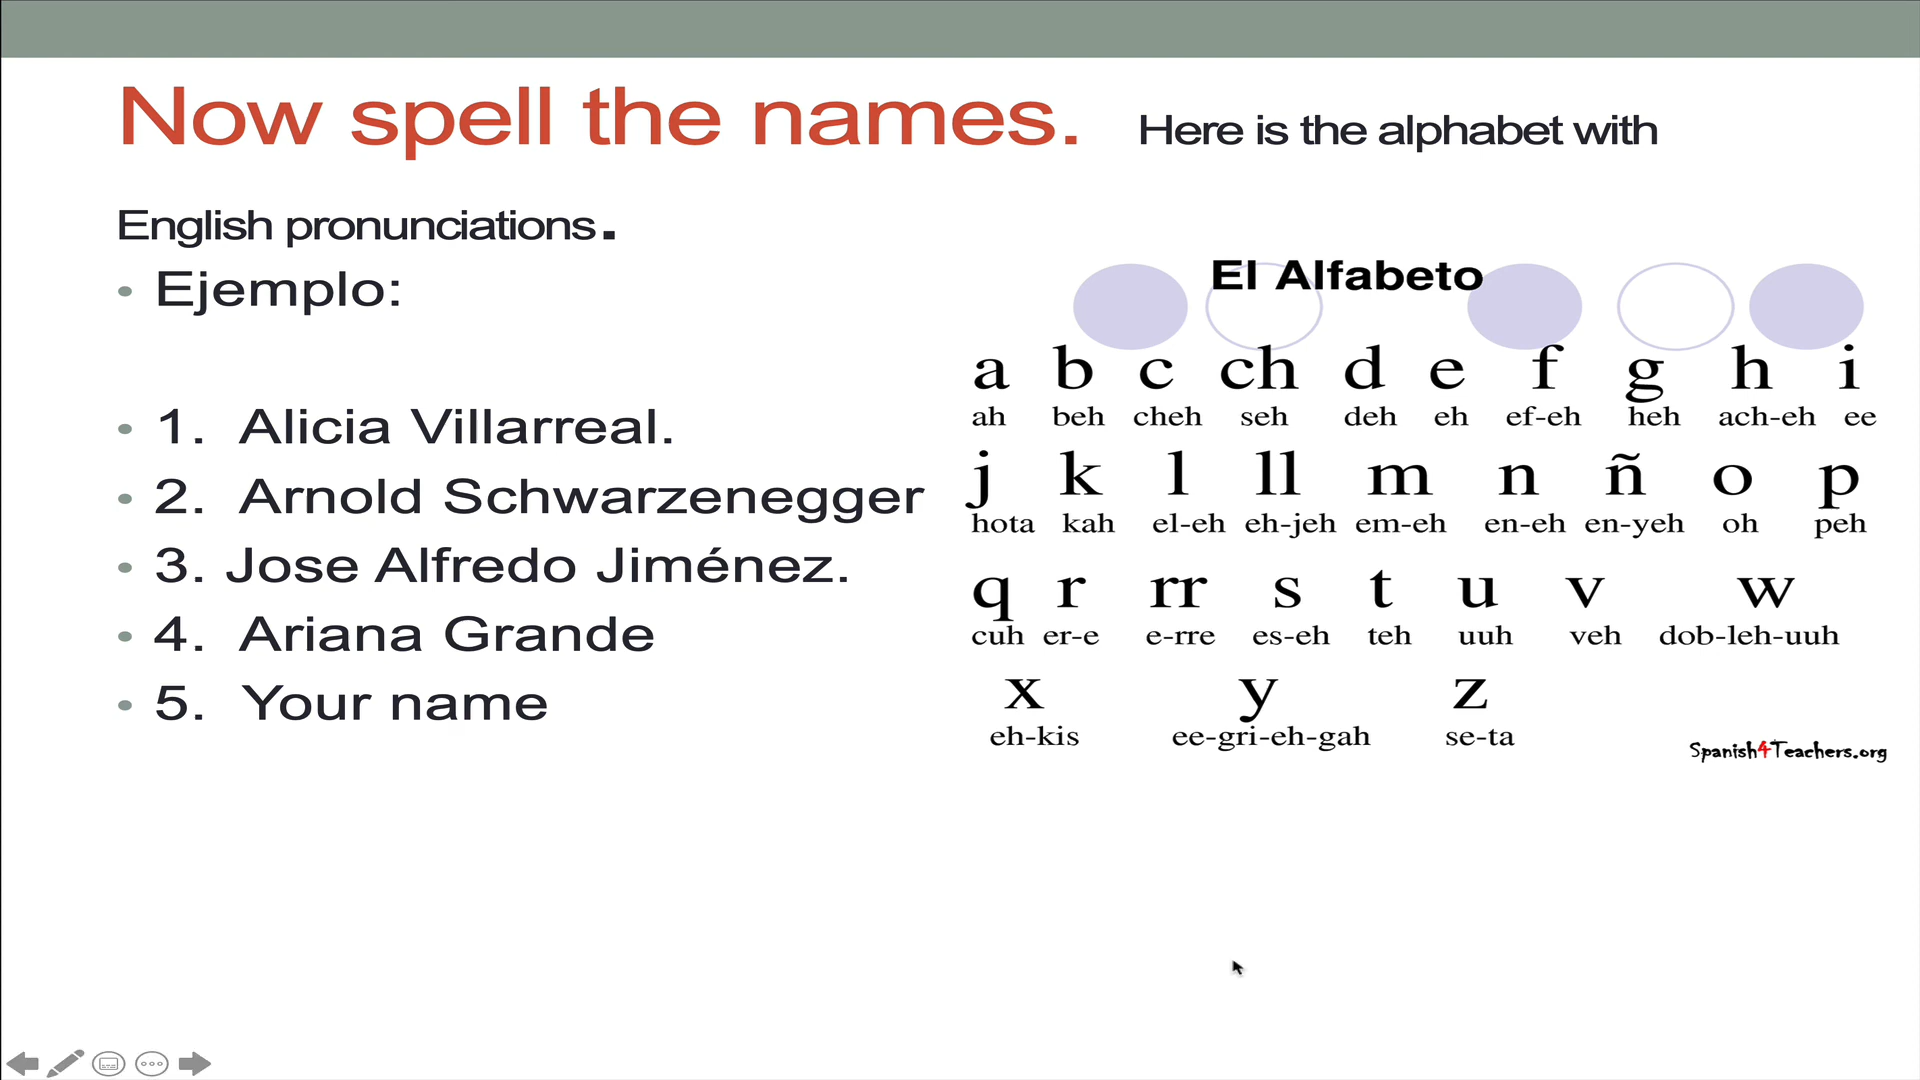 Now spell the names. Here is the alphabet with
English pronunciations.
• Ejemplo:
• 1. Alicia Villarreal.
• 2. Arnold Schwarzenegger
• 3. Jose Alfredo Jiménez.
• 4. Ariana Grande
• 5. Your name
El Alfabeto
a b c ch d e f g h i
ah beh cheh seh deh eh ef-eh heh ach-eh ee
j k l ll m n ñ o p
hota kah el-eh eh-jeh em-eh en-eh en-yeh oh peh
q r rr s t u v w
cuh er-e e-rre es-eh teh uuh veh dob-leh-uuh
x y z
eh-kis ee-gri-eh-gah se-ta
Spanish4Teachers.org